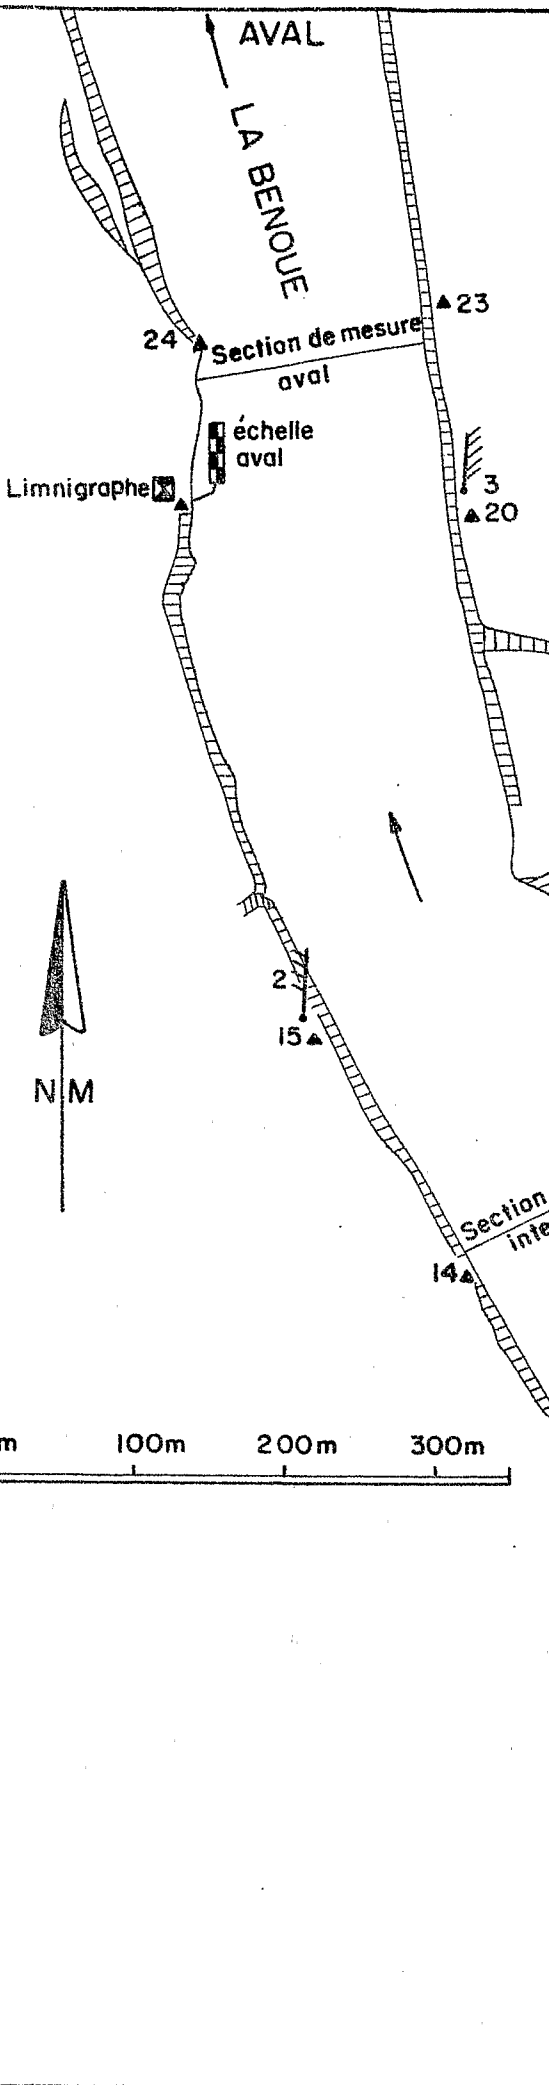 AVAL
LA BENOUE
23
24
Section de mesure
aval
échelle
aval
Limnigraphe
3
20
2
15
N M
Section
inte
14
m 100m 200m 300m